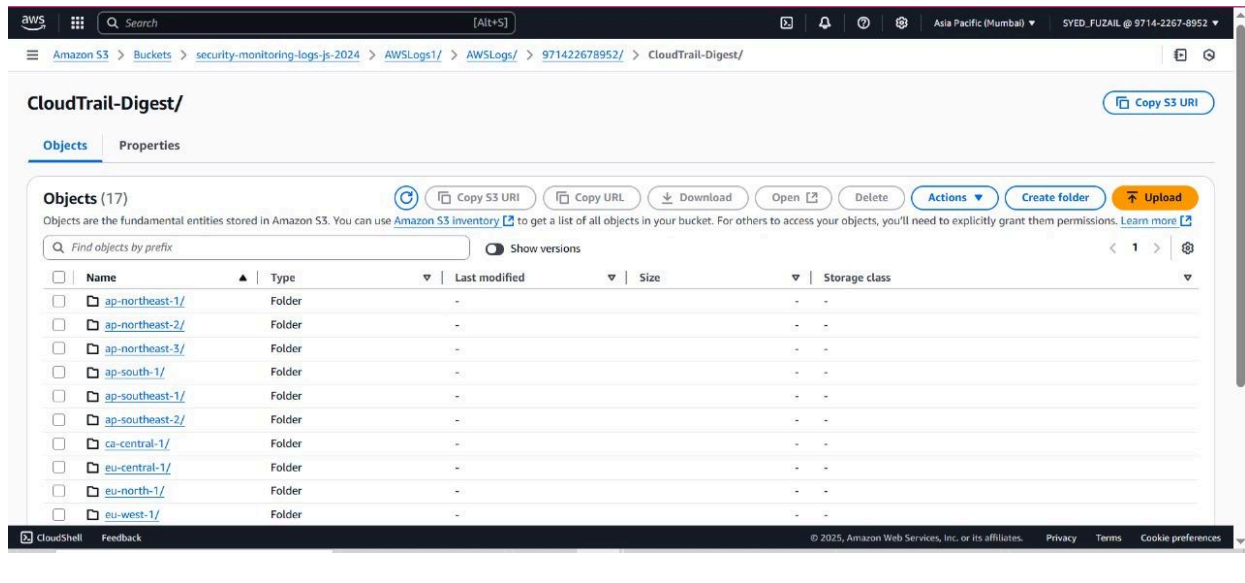 aws Search [Alt+S] Asia Pacific (Mumbai) SYED_FUZAIL @ 9714-2267-8952
Amazon S3 > Buckets > security-monitoring-logs-js-2024 > AWSLogs1/ > AWSLogs/ > 971422678952/ > CloudTrail-Digest/
CloudTrail-Digest/ Copy S3 URI
Objects Properties
Objects (17) Copy S3 URI Copy URL Download Open Delete Actions Create folder Upload
Objects are the fundamental entities stored in Amazon S3. You can use Amazon S3 inventory to get a list of all objects in your bucket. For others to access your objects, you'll need to explicitly grant them permissions. Learn more
Find objects by prefix Show versions < 1 >
Name Type Last modified Size Storage class
ap-northeast-1/ Folder - - -
ap-northeast-2/ Folder - - -
ap-northeast-3/ Folder - - -
ap-south-1/ Folder - - -
ap-southeast-1/ Folder - - -
ap-southeast-2/ Folder - - -
ca-central-1/ Folder - - -
eu-central-1/ Folder - - -
eu-north-1/ Folder - - -
eu-west-1/ Folder - - -
CloudShell Feedback © 2025, Amazon Web Services, Inc. or its affiliates. Privacy Terms Cookie preferences